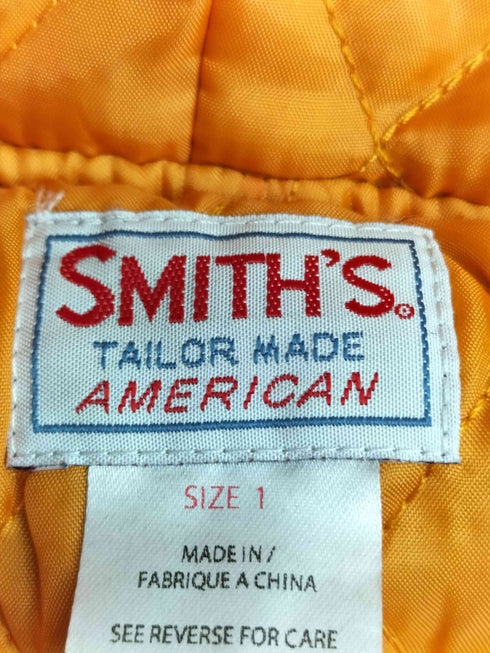 SMITH'S®
TAILOR MADE
AMERICAN
SIZE 1
MADE IN /
FABRIQUE A CHINA
SEE REVERSE FOR CARE